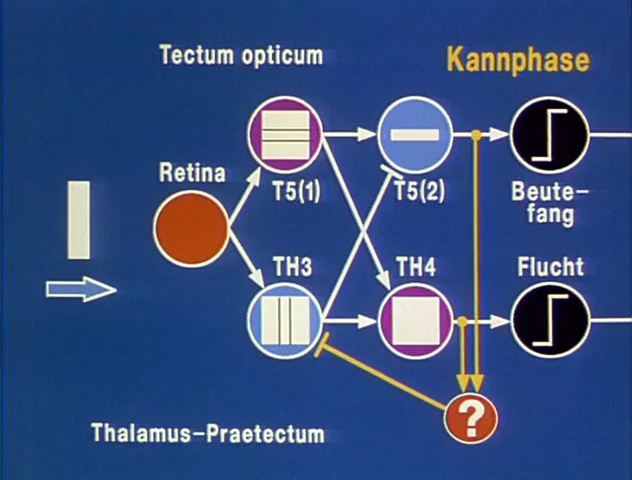 Tectum opticum
Kannphase
Retina
T5(1)
T5(2)
Beute-
fang
TH3
TH4
Flucht
?
Thalamus-Praetectum